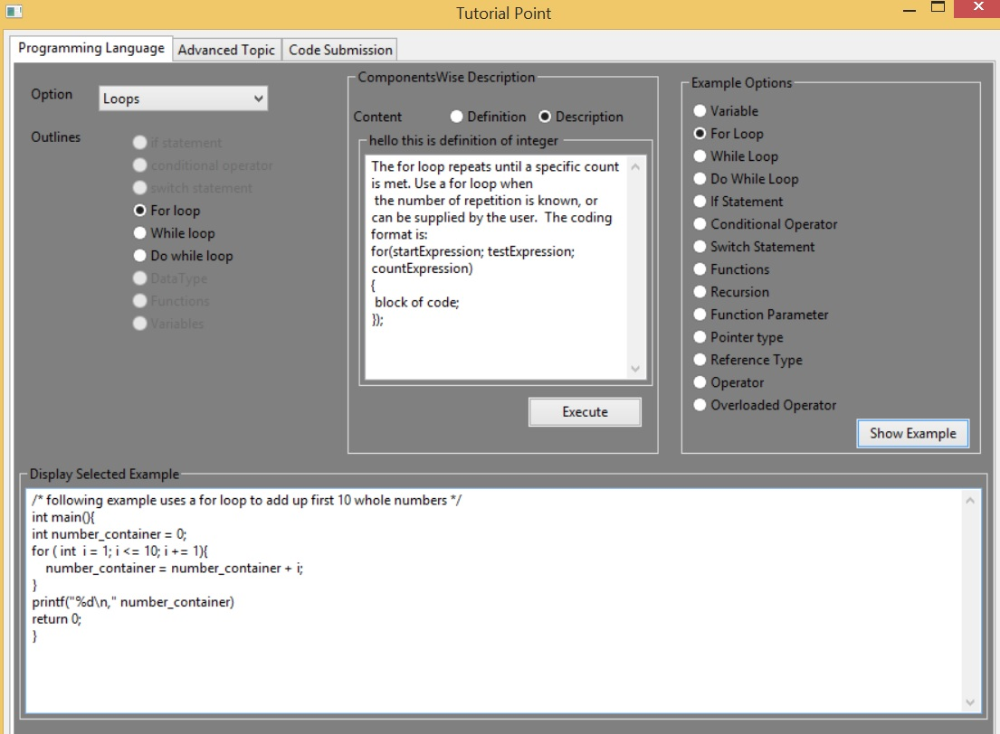 Tutorial Point
Programming Language
Advanced Topic
Code Submission
Option
Loops
Outlines
if statement
conditional operator
switch statement
For loop
While loop
Do while loop
DataType
Functions
Variables
ComponentsWise Description
Content
Definition
Description
hello this is definition of integer
The for loop repeats until a specific count
is met. Use a for loop when
the number of repetition is known, or
can be supplied by the user.  The coding
format is:
for(startExpression; testExpression;
countExpression)
{
block of code;
});
Execute
Example Options
Variable
For Loop
While Loop
Do While Loop
If Statement
Conditional Operator
Switch Statement
Functions
Recursion
Function Parameter
Pointer type
Reference Type
Operator
Overloaded Operator
Show Example
Display Selected Example
/* following example uses a for loop to add up first 10 whole numbers */
int main(){
int number_container = 0;
for ( int  i = 1; i <= 10; i += 1){
    number_container = number_container + i;
}
printf("%d\n," number_container)
return 0;
}